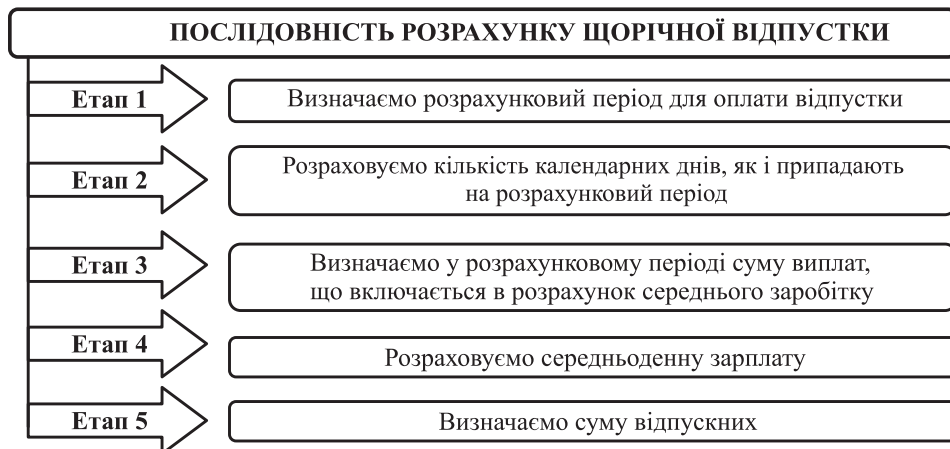 ПОСЛІДОВНІСТЬ РОЗРАХУНКУ ЩОРІЧНОЇ ВІДПУСТКИ
Етап 1
Визначаємо розрахунковий період для оплати відпустки
Етап 2
Розраховуємо кількість календарних днів, як і припадають
на розрахунковий період
Етап 3
Визначаємо у розрахунковому періоді суму виплат,
що включається в розрахунок середнього заробітку
Етап 4
Розраховуємо середньоденну зарплату
Етап 5
Визначаємо суму відпускних